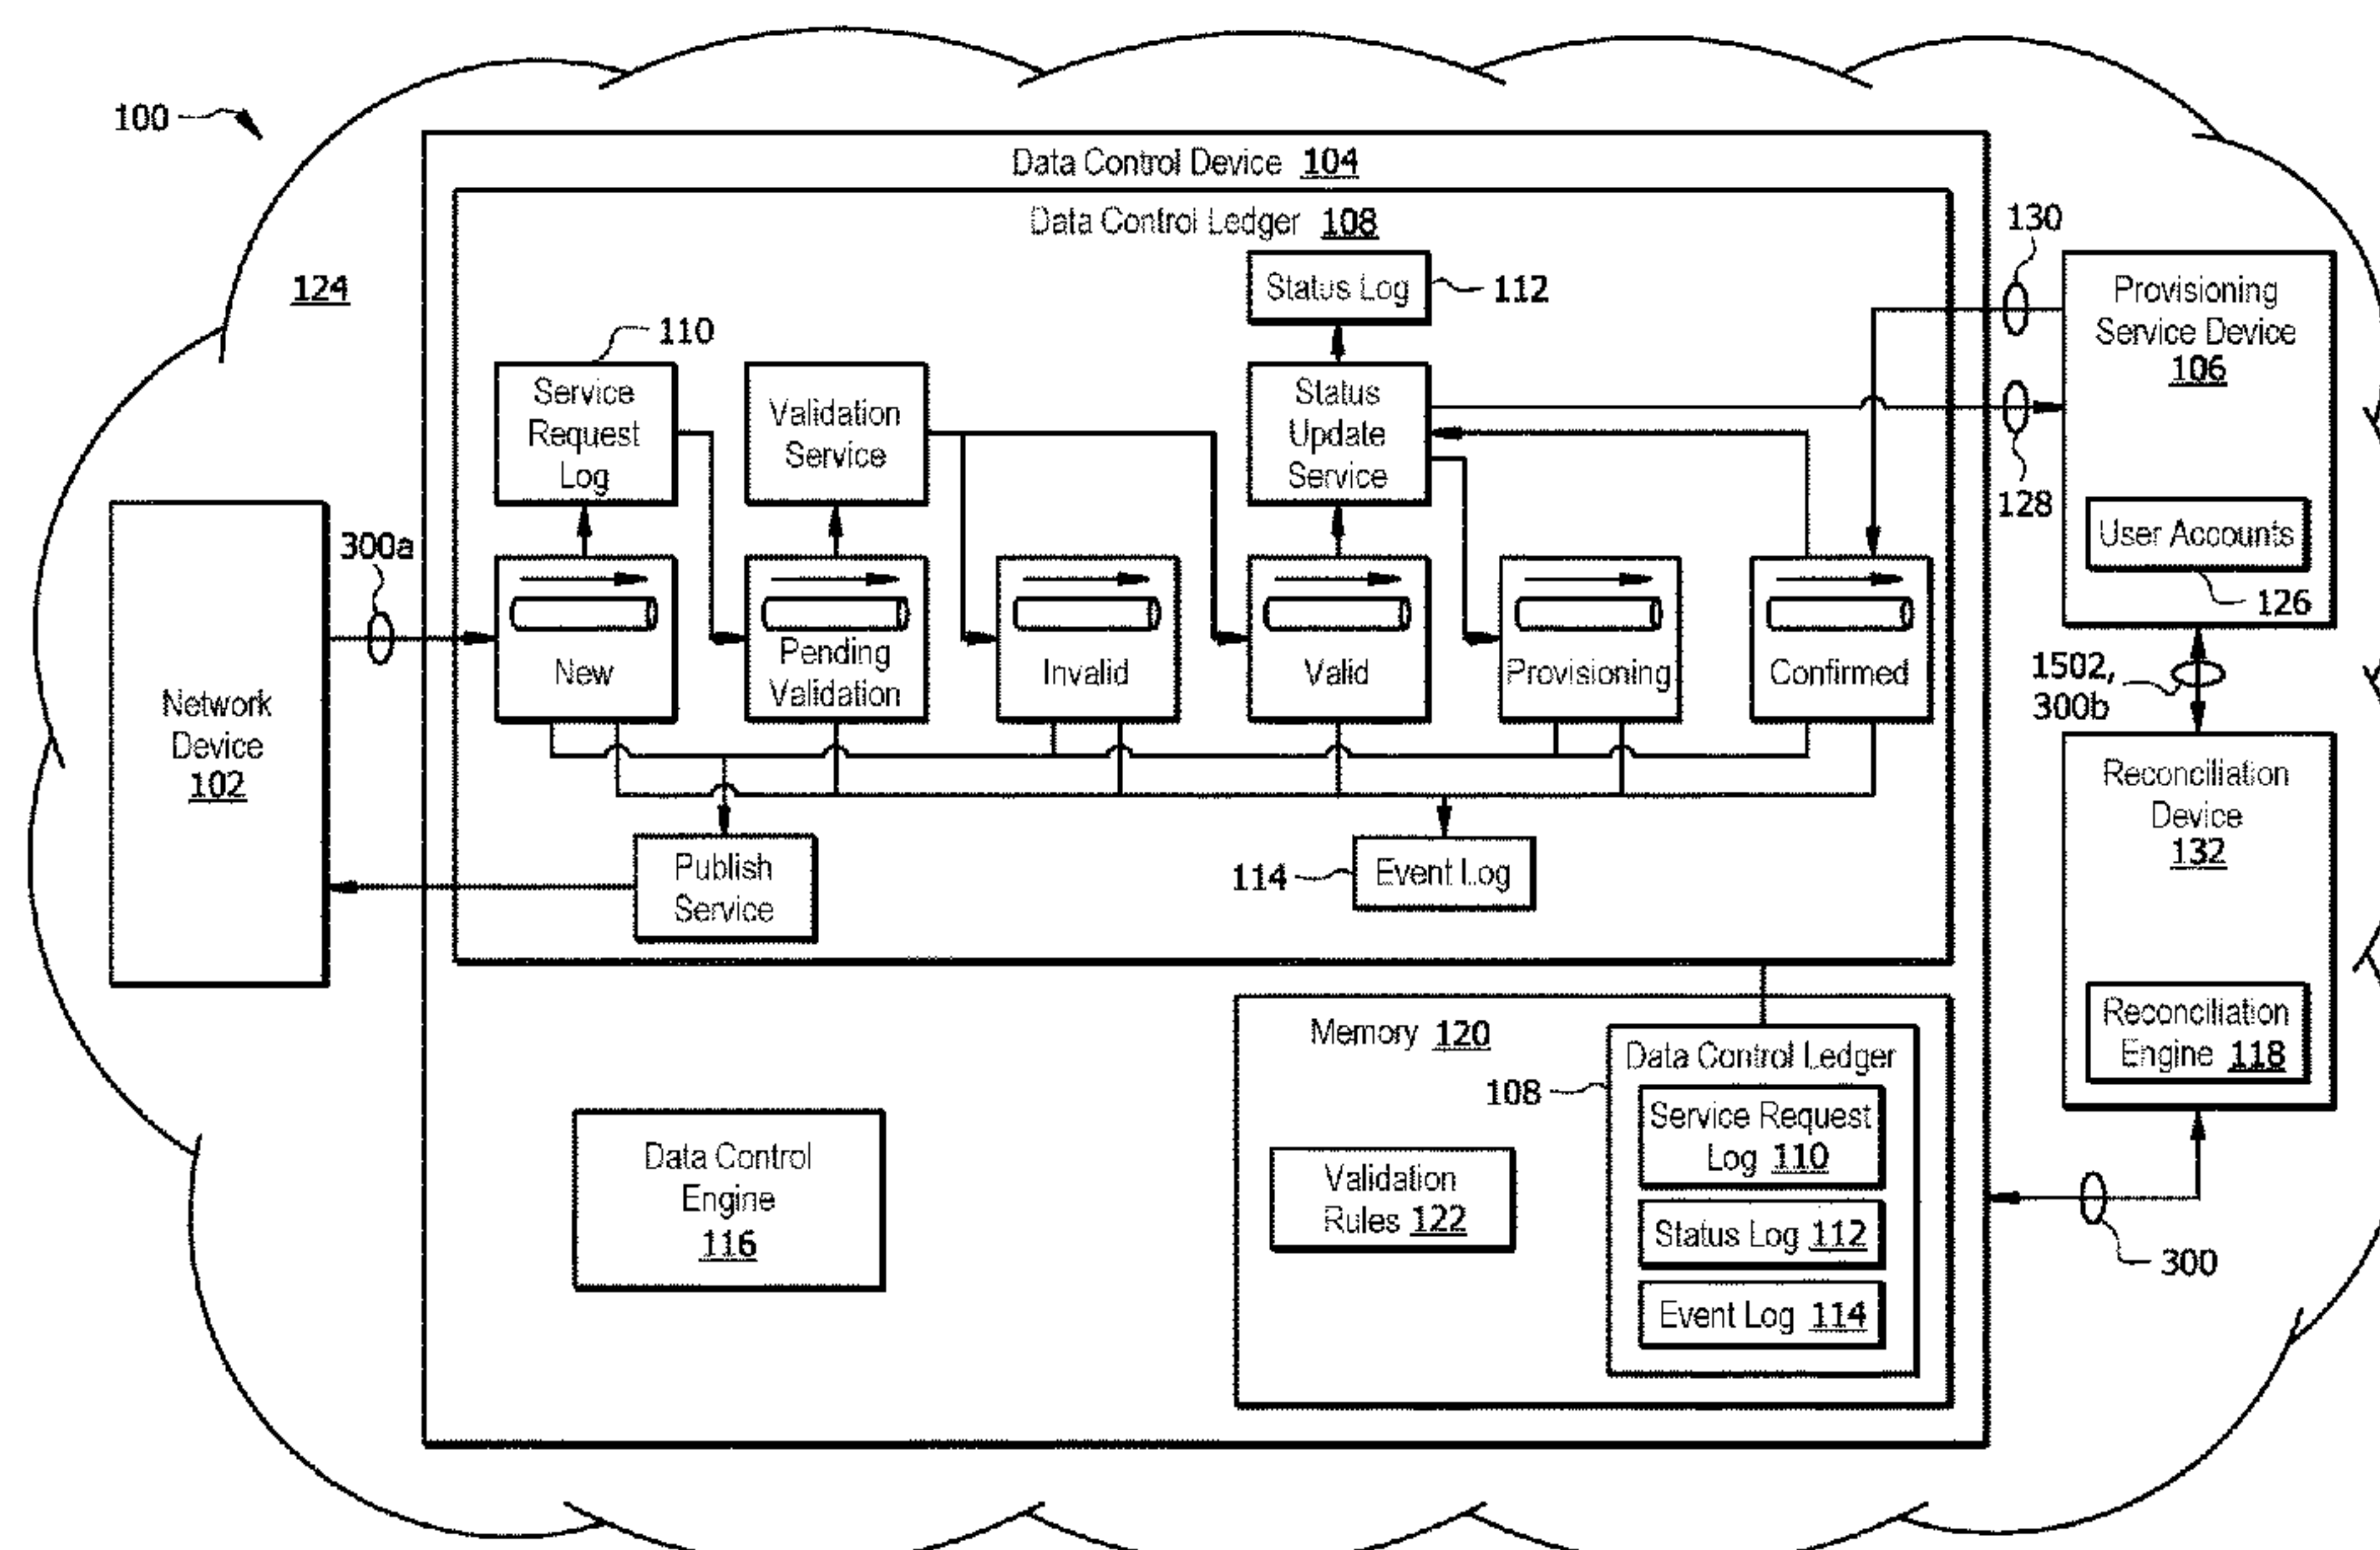 100
Data Control Device 104
Data Control Ledger 108
124
130
Status Log
112
110
Provisioning
Service Device
106
Service
Request
Log
Validation
Service
Status
Update
Service
128
User Accounts
126
300a
New
Pending
Validation
Invalid
Valid
Provisioning
Confirmed
1502,
300b
Network
Device
102
Reconciliation
Device
132
Publish
Service
114
Event Log
Reconciliation
Engine 118
Memory 120
Data Control Ledger
108
Service Request
Log 110
Data Control
Engine
116
Validation
Rules 122
Status Log 112
300
Event Log 114